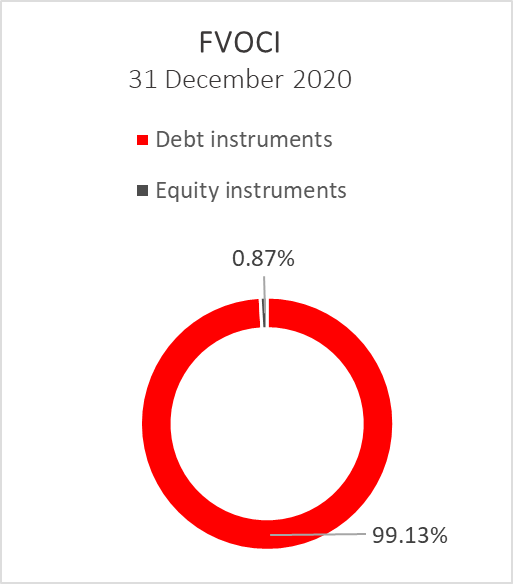 FVOCI
31 December 2020
Debt instruments
Equity instruments
0.87%
99.13%